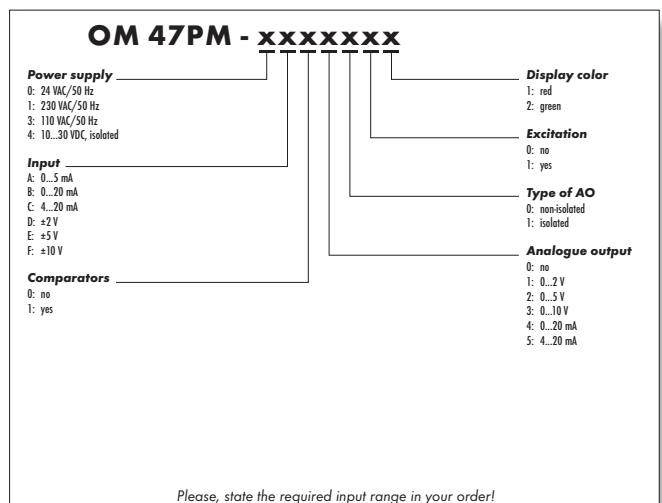 OM 47PM - xxxxxxx
Power supply
0: 24 VAC/50 Hz
1: 230 VAC/50 Hz
3: 110 VAC/50 Hz
4: 10...30 VDC, isolated
Input
A: 0...5 mA
B: 0...20 mA
C: 4...20 mA
D: ±2 V
E: ±5 V
F: ±10 V
Comparators
0: no
1: yes
Display color
1: red
2: green
Excitation
0: no
1: yes
Type of AO
0: non-isolated
1: isolated
Analogue output
0: no
1: 0...2 V
2: 0...5 V
3: 0...10 V
4: 0...20 mA
5: 4...20 mA
Please, state the required input range in your order!